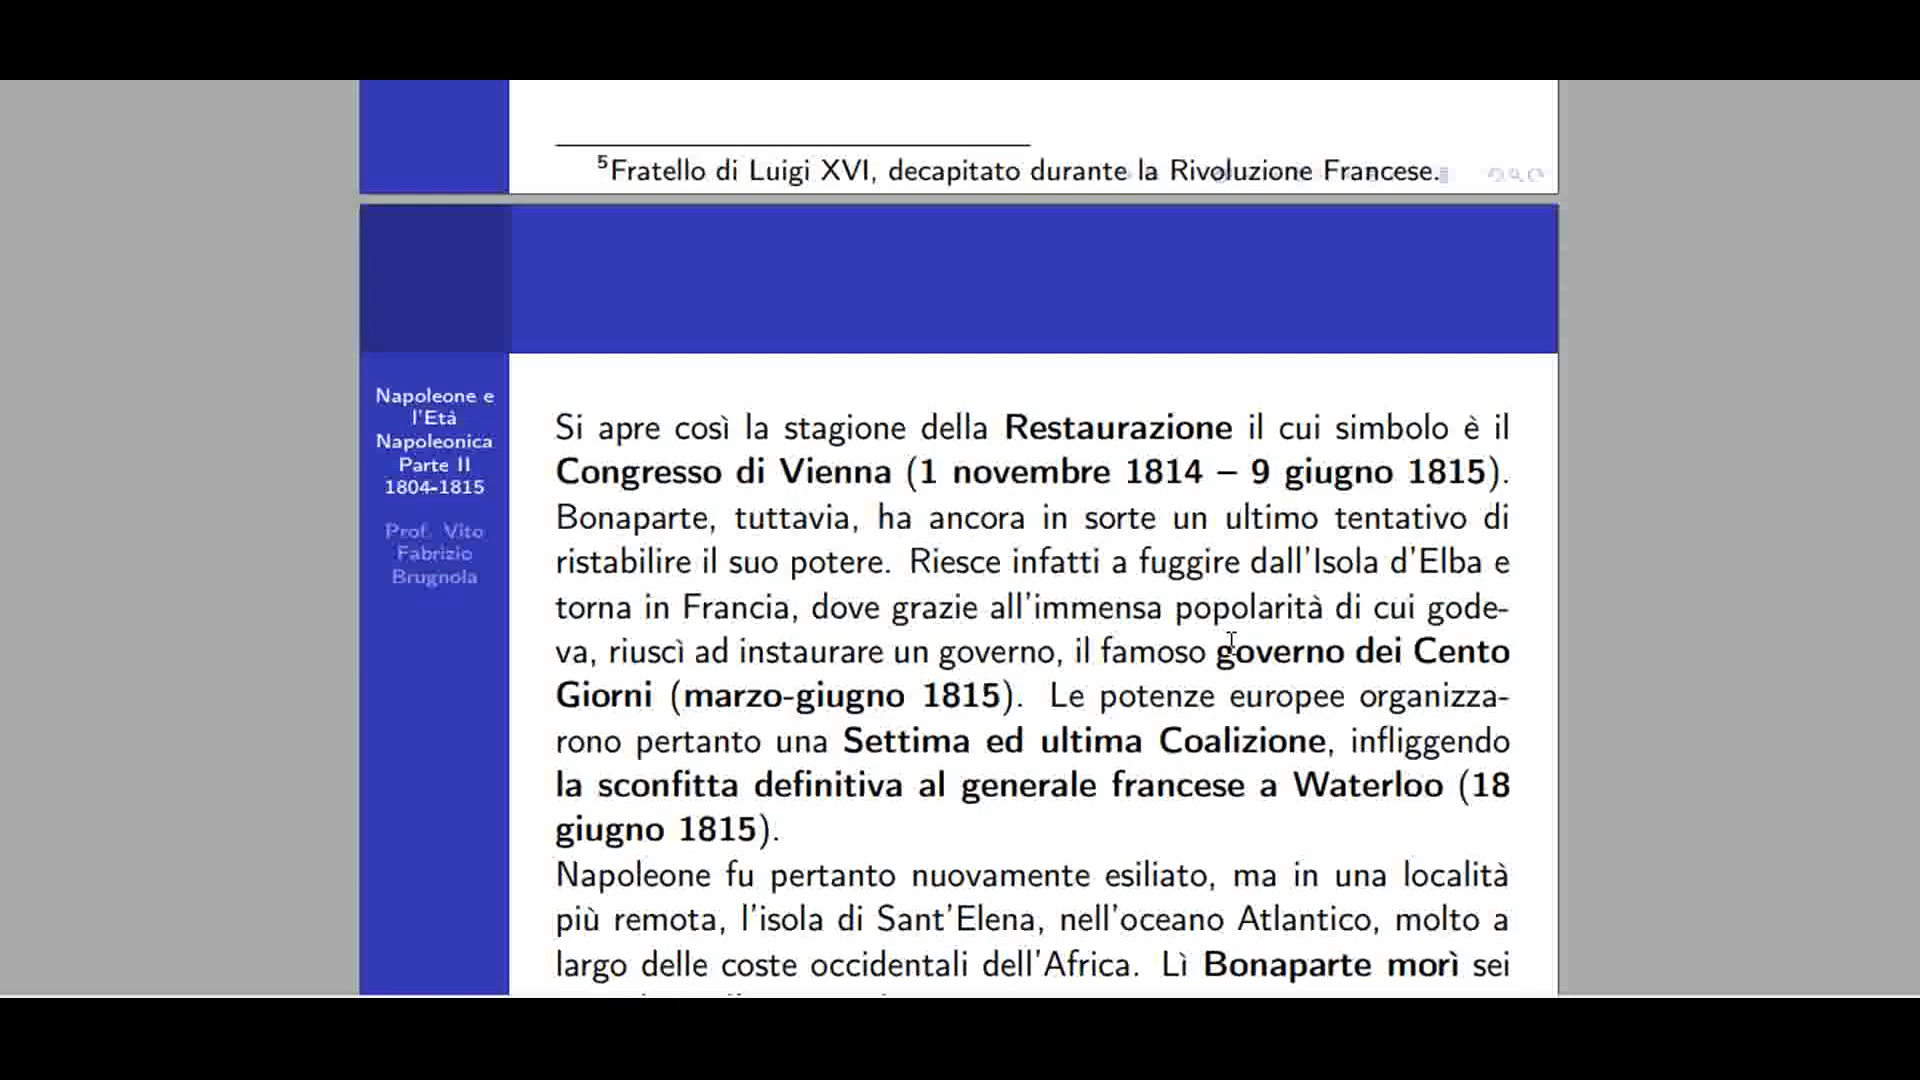 ⁵Fratello di Luigi XVI, decapitato durante la Rivoluzione Francese.
Napoleone e
l'Età
Napoleonica
Parte II
1804-1815
Prof. Vito
Fabrizio
Brugnola
Si apre così la stagione della Restaurazione il cui simbolo è il
Congresso di Vienna (1 novembre 1814 – 9 giugno 1815).
Bonaparte, tuttavia, ha ancora in sorte un ultimo tentativo di
ristabilire il suo potere. Riesce infatti a fuggire dall'Isola d'Elba e
torna in Francia, dove grazie all'immensa popolarità di cui gode-
va, riuscì ad instaurare un governo, il famoso governo dei Cento
Giorni (marzo-giugno 1815). Le potenze europee organizza-
rono pertanto una Settima ed ultima Coalizione, infliggendo
la sconfitta definitiva al generale francese a Waterloo (18
giugno 1815).
Napoleone fu pertanto nuovamente esiliato, ma in una località
più remota, l'isola di Sant'Elena, nell'oceano Atlantico, molto a
largo delle coste occidentali dell'Africa. Lì Bonaparte morì sei